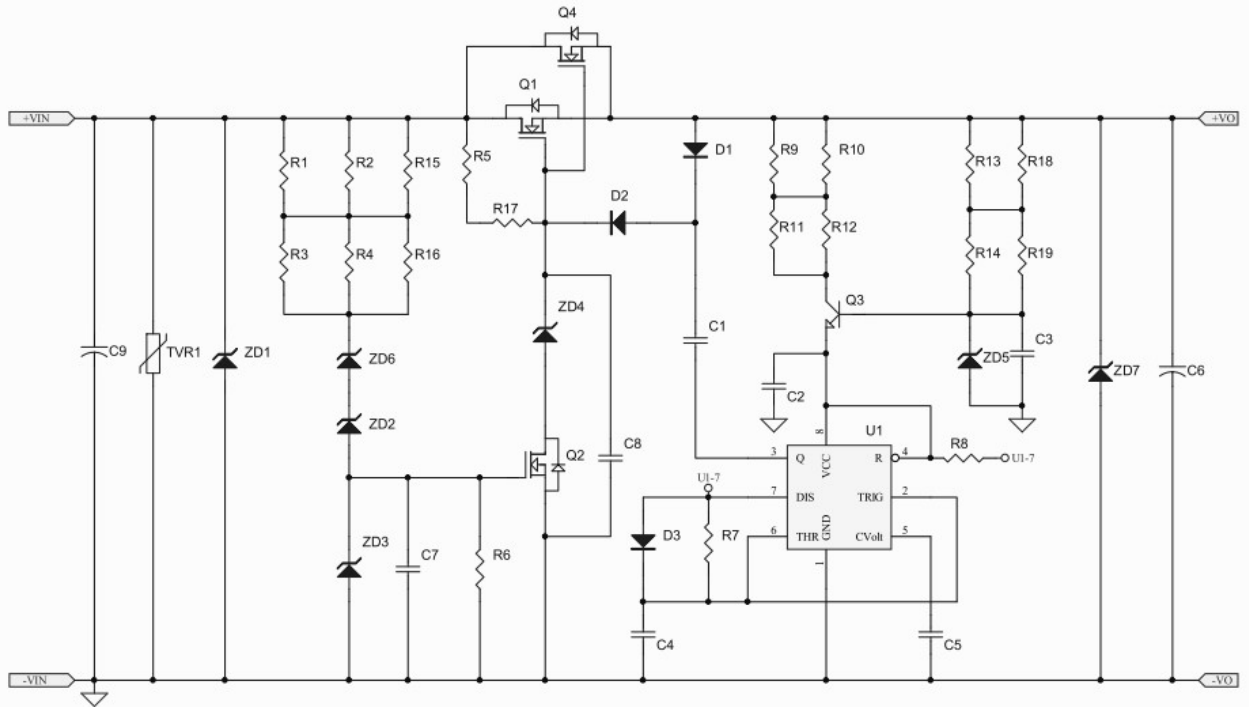 Q4
Q1
+VIN
+VO
R1
R2
R15
R5
D1
R9
R10
R13
R18
D2
R17
R11
R12
R3
R4
R16
R14
R19
Q3
ZD4
C1
C9
TVR1
ZD1
ZD6
ZD5
C3
ZD7
C6
C2
ZD2
U1
Q2
C8
8
3
Q
VCC
R
4
R8
U1-7
U1-7
7
DIS
TRIG
2
ZD3
C7
R6
D3
R7
6
THR
GND
CVolt
5
1
C4
C5
-VIN
-VO